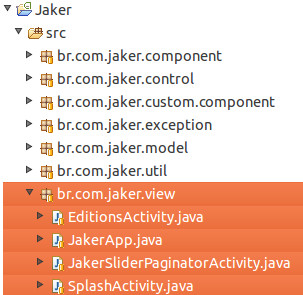 Jaker
src
br.com.jaker.component
br.com.jaker.control
br.com.jaker.custom.component
br.com.jaker.exception
br.com.jaker.model
br.com.jaker.util
br.com.jaker.view
EditionsActivity.java
JakerApp.java
JakerSliderPaginatorActivity.java
SplashActivity.java